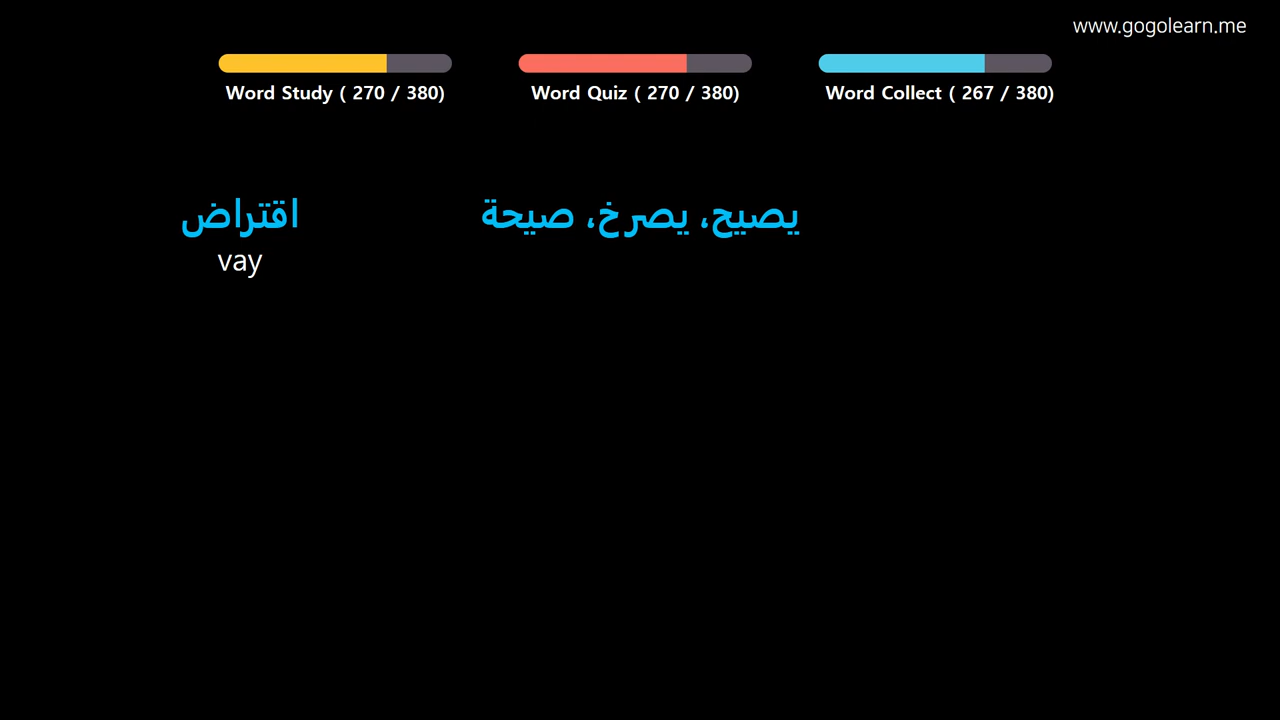 www.gogolearn.me
Word Study ( 270 / 380)
Word Quiz ( 270 / 380)
Word Collect ( 267 / 380)
اقتراض
vay
يصيح، يصرخ، صيحة